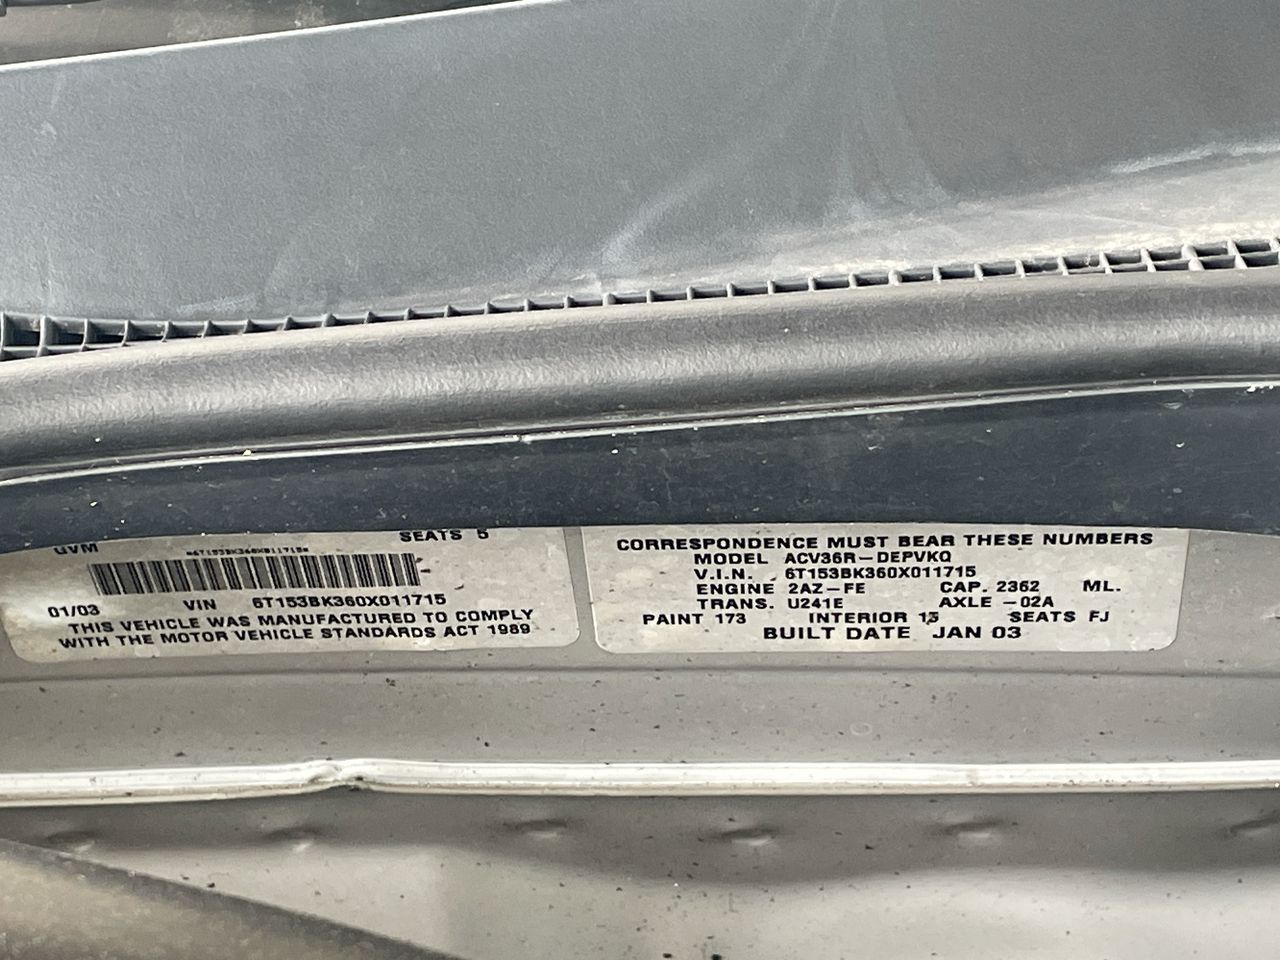 GVM SEATS 5
*6T153BK360X011715*
01/03 VIN 6T153BK360X011715
THIS VEHICLE WAS MANUFACTURED TO COMPLY
WITH THE MOTOR VEHICLE STANDARDS ACT 1989
CORRESPONDENCE MUST BEAR THESE NUMBERS
MODEL ACV36R-DEPVKQ
V.I.N. 6T153BK360X011715
ENGINE 2AZ-FE CAP. 2362 ML.
TRANS. U241E AXLE -02A
PAINT 173 INTERIOR 13 SEATS FJ
BUILT DATE JAN 03